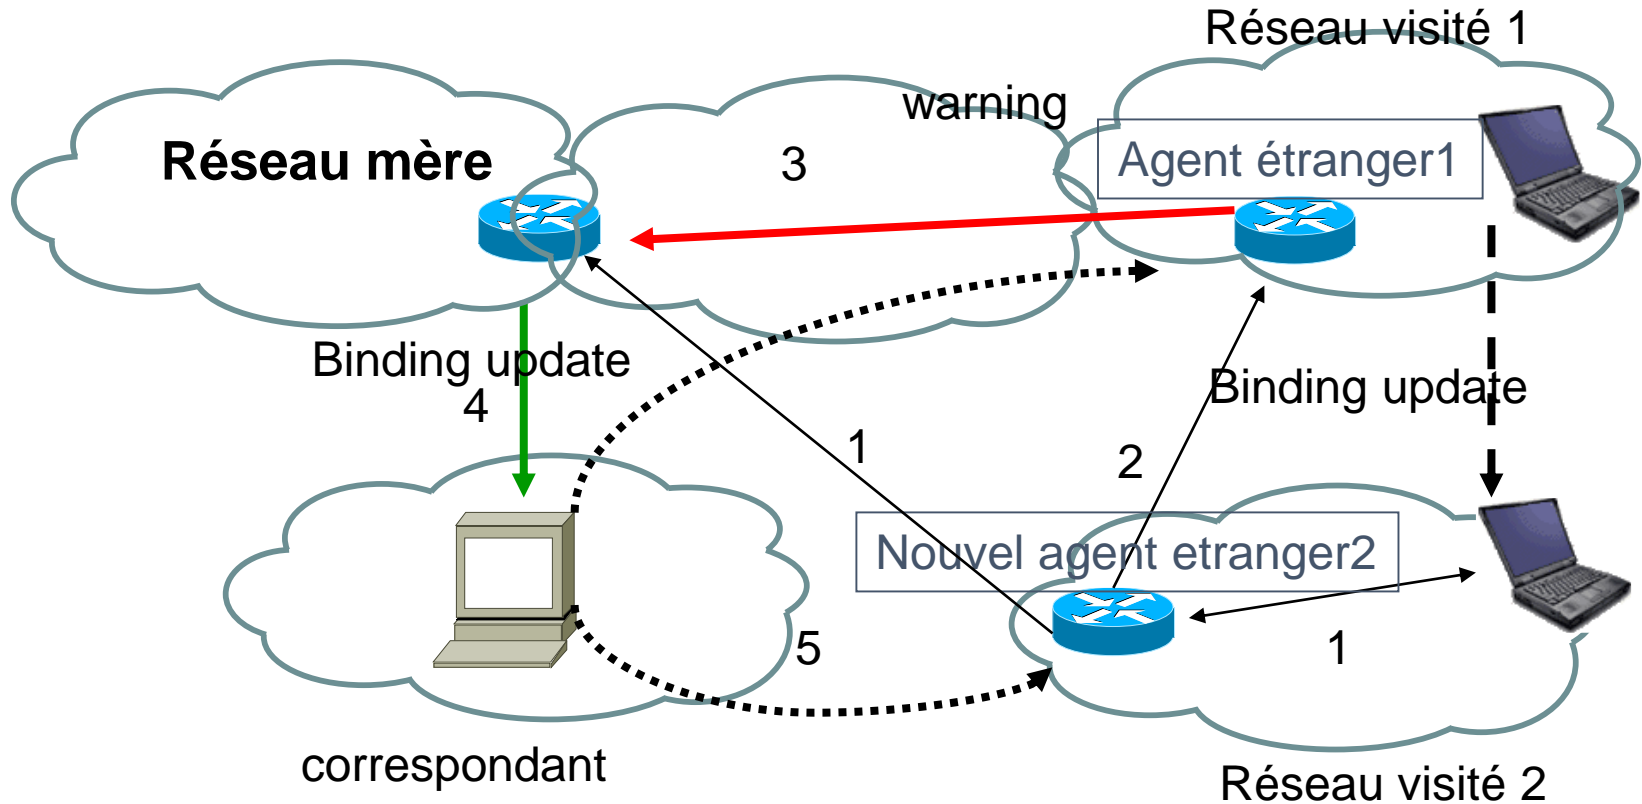 Réseau visité 1
warning
Réseau mère
3
Agent étranger1
Binding update
4
Binding update
1
2
Nouvel agent etranger2
5
1
correspondant
Réseau visité 2